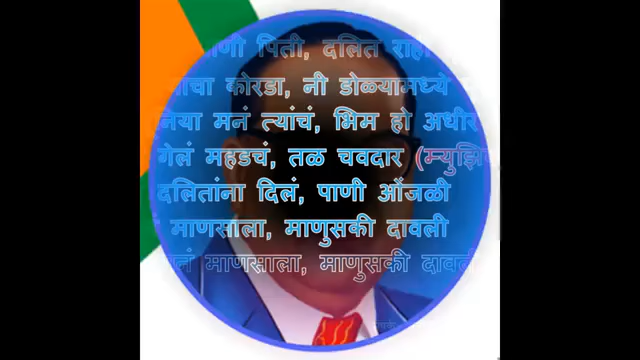 पिती, दलित
कोरडा, नी डोळ्यामध्ये
मनं त्यांचं, भिम हो अधीर
गेलं महडचं, तळ चवदार
दलितांना दिलं, पाणी ओंजळी
माणसाला, माणुसकी दावली
माणसाला, माणुसकी दावली